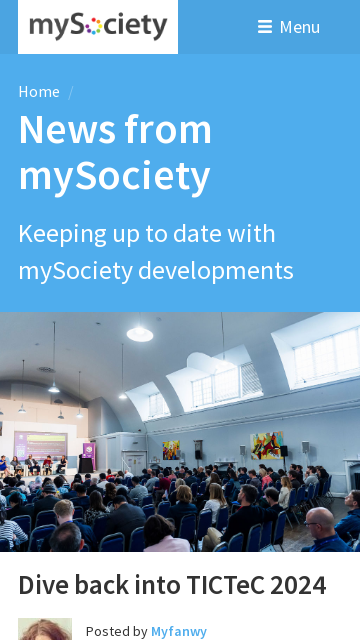 mySociety
Menu
Home /
News from
mySociety
Keeping up to date with
mySociety developments
Dive back into TICTeC 2024
Posted by Myfanwy